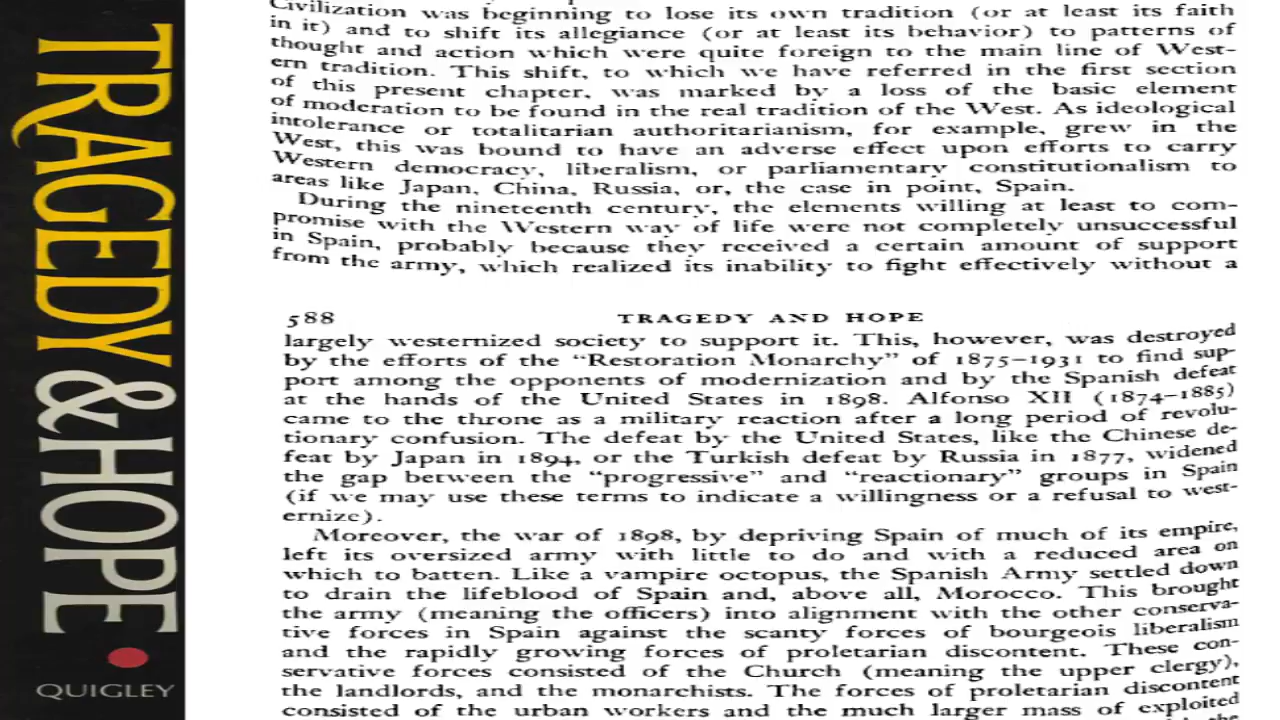 TRAGEDY & HOPE
QUIGLEY
Civilization was beginning to lose its own tradition (or at least its faith
in it) and to shift its allegiance (or at least its behavior) to patterns of
thought and action which were quite foreign to the main line of West-
ern tradition. This shift, to which we have referred in the first section
of this present chapter, was marked by a loss of the basic element
of moderation to be found in the real tradition of the West. As ideological
intolerance or totalitarian authoritarianism, for example, grew in the
West, this was bound to have an adverse effect upon efforts to carry
Western democracy, liberalism, or parliamentary constitutionalism to
areas like Japan, China, Russia, or, the case in point, Spain.
During the nineteenth century, the elements willing at least to com-
promise with the Western way of life were not completely unsuccessful
in Spain, probably because they received a certain amount of support
from the army, which realized its inability to fight effectively without a
588 TRAGEDY AND HOPE
largely westernized society to support it. This, however, was destroyed
by the efforts of the "Restoration Monarchy" of 1875–1931 to find sup-
port among the opponents of modernization and by the Spanish defeat
at the hands of the United States in 1898. Alfonso XII (1874–1885)
came to the throne as a military reaction after a long period of revolu-
tionary confusion. The defeat by the United States, like the Chinese de-
feat by Japan in 1894, or the Turkish defeat by Russia in 1877, widened
the gap between the "progressive" and "reactionary" groups in Spain
(if we may use these terms to indicate a willingness or a refusal to west-
ernize).
Moreover, the war of 1898, by depriving Spain of much of its empire,
left its oversized army with little to do and with a reduced area on
which to batten. Like a vampire octopus, the Spanish Army settled down
to drain the lifeblood of Spain and, above all, Morocco. This brought
the army (meaning the officers) into alignment with the other conserva-
tive forces in Spain against the scanty forces of bourgeois liberalism
and the rapidly growing forces of proletarian discontent. These con-
servative forces consisted of the Church (meaning the upper clergy),
the landlords, and the monarchists. The forces of proletarian discontent
consisted of the urban workers and the much larger mass of exploited